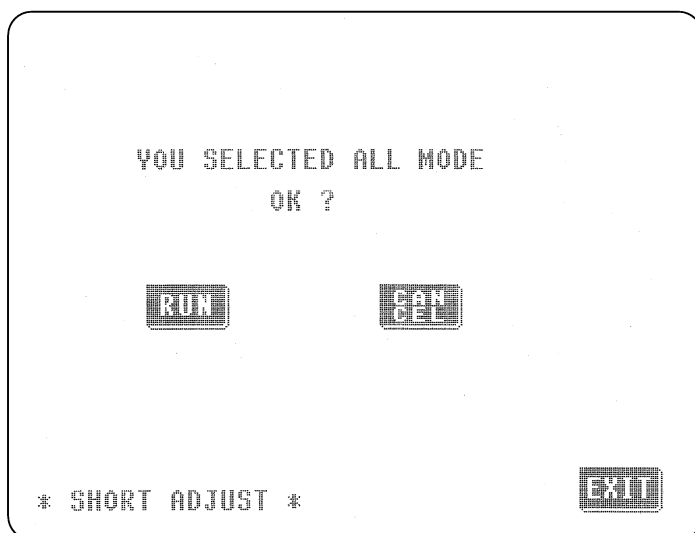 YOU SELECTED ALL MODE
OK ?
RUN
CAN
CEL
* SHORT ADJUST *
EXIT